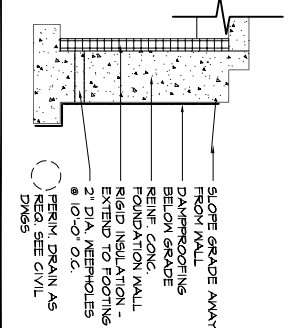 SLOPE GRADE AWAY
FROM WALL
DAMPPROOFING
BELOW GRADE
REINF. CONC.
FOUNDATION WALL
RIGID INSULATION -
EXTEND TO FOOTING
2" DIA. WEEPHOLES
@ 10'-0" O.C.
PERIM. DRAIN AS
REQ. SEE CIVIL
DWGS